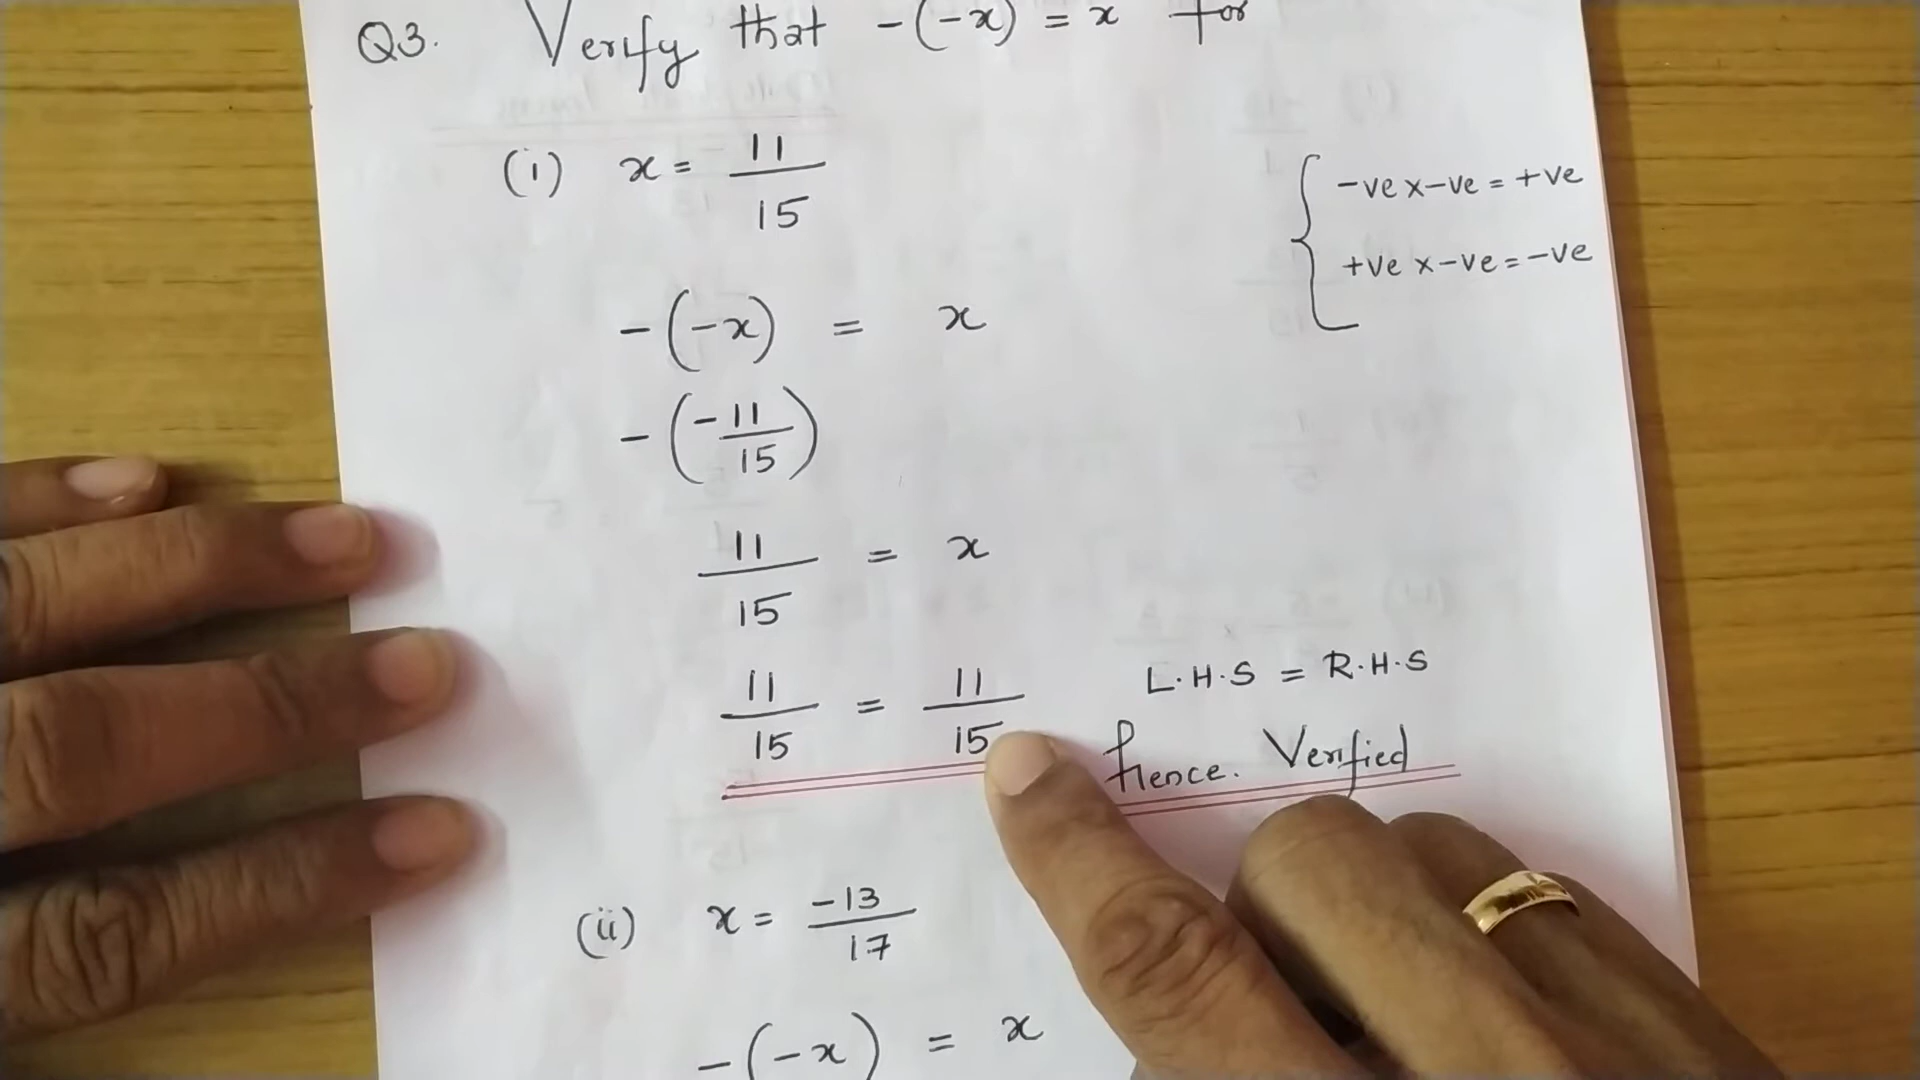 Q3. Verify that -(-x) = x for
(i) x = 11/15
-ve x -ve = +ve
+ve x -ve = -ve
-(-x) = x
-(-11/15)
11/15 = x
11/15 = 11/15 L.H.S = R.H.S
hence. Verified
(ii) x = -13/17
-(-x) = x